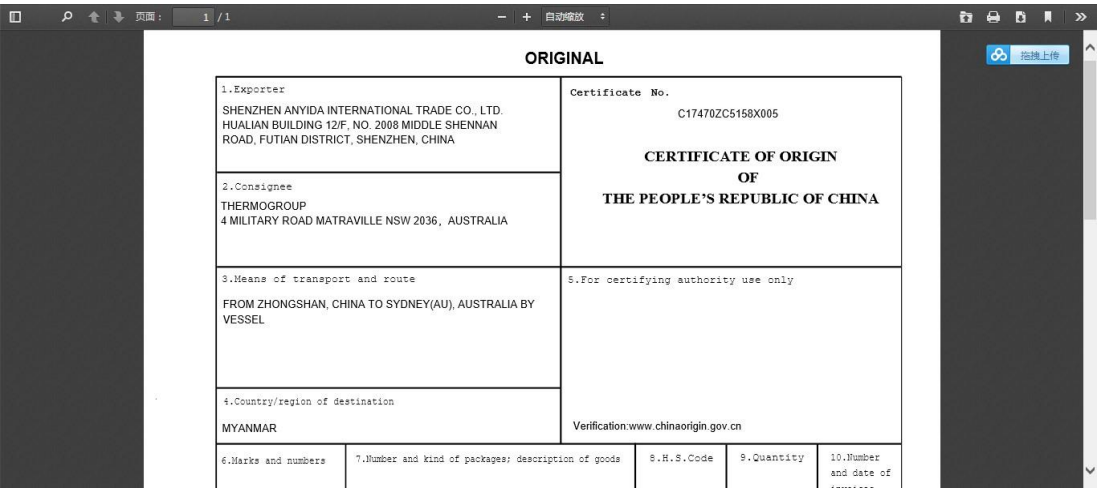 页面：
1 / 1
自动缩放
拖拽上传
ORIGINAL
1.Exporter
SHENZHEN ANYIDA INTERNATIONAL TRADE CO., LTD.
HUALIAN BUILDING 12/F, NO. 2008 MIDDLE SHENNAN
ROAD, FUTIAN DISTRICT, SHENZHEN, CHINA
Certificate No.
C17470ZC5158X005
CERTIFICATE OF ORIGIN
OF
THE PEOPLE'S REPUBLIC OF CHINA
2.Consignee
THERMOGROUP
4 MILITARY ROAD MATRAVILLE NSW 2036，AUSTRALIA
3.Means of transport and route
FROM ZHONGSHAN, CHINA TO SYDNEY(AU), AUSTRALIA BY
VESSEL
5.For certifying authority use only
4.Country/region of destination
MYANMAR
Verification:www.chinaorigin.gov.cn
6.Marks and numbers
7.Number and kind of packages; description of goods
8.H.S.Code
9.Quantity
10.Number
and date of
invoices